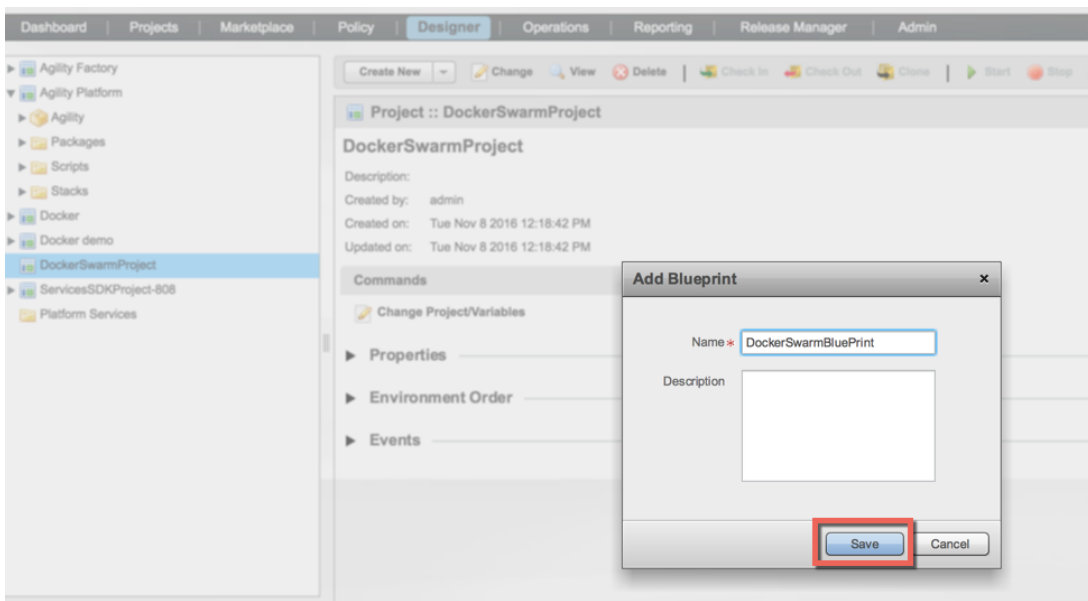 Dashboard | Projects | Marketplace | Policy | Designer | Operations | Reporting | Release Manager | Admin
Agility Factory
Agility Platform
Agility
Packages
Scripts
Stacks
Docker
Docker demo
DockerSwarmProject
ServicesSDKProject-808
Platform Services
Create New Change View Delete | Check In Check Out Clone | Start Stop
Project :: DockerSwarmProject
DockerSwarmProject
Description:
Created by: admin
Created on: Tue Nov 8 2016 12:18:42 PM
Updated on: Tue Nov 8 2016 12:18:42 PM
Commands
Change Project/Variables
Properties
Environment Order
Events
Add Blueprint ×
Name * DockerSwarmBluePrint
Description
Save Cancel